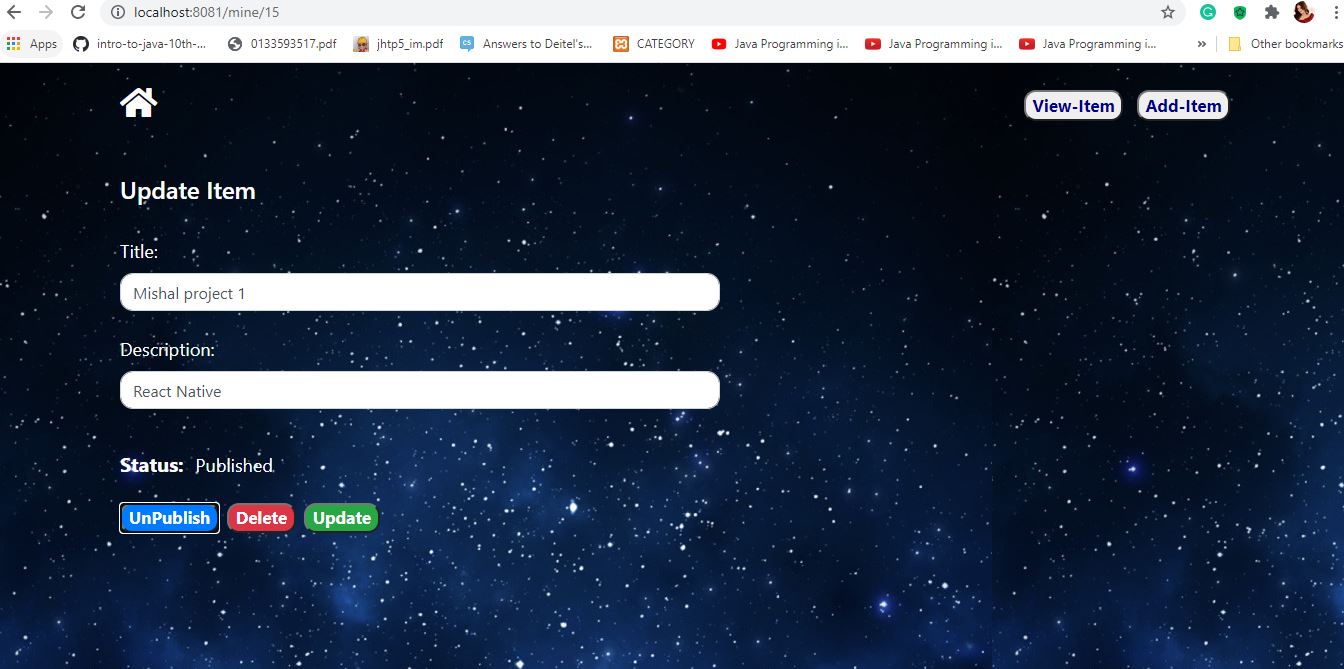 localhost:8081/mine/15
Apps intro-to-java-10th-... 0133593517.pdf jhtp5_im.pdf CS Answers to Deitel's... CATEGORY Java Programming i... Java Programming i... Java Programming i... » Other bookmarks
View-Item Add-Item
Update Item
Title:
Mishal project 1
Description:
React Native
Status: Published
UnPublish Delete Update